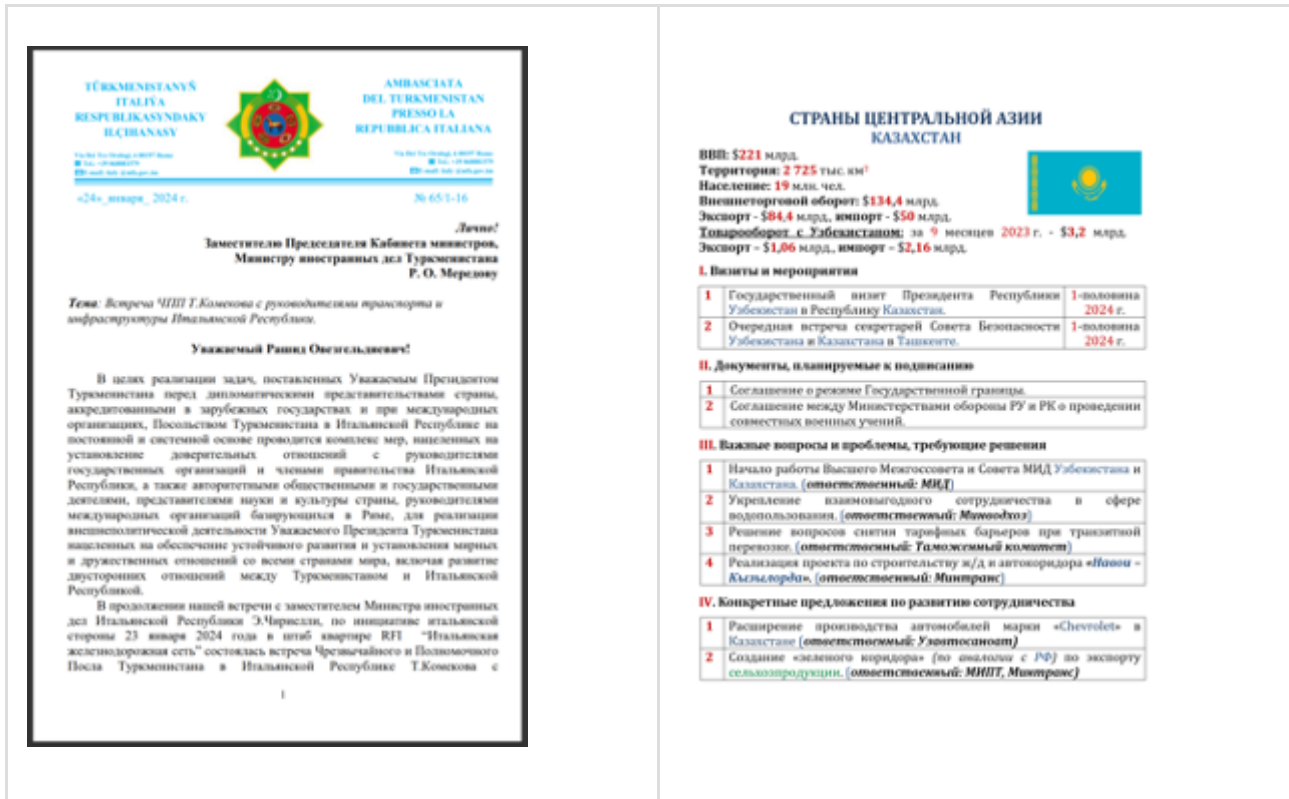 TÜRKMENISTANYŇ
ITALIÝA
RESPUBLIKASYNDAKY
ILÇIHANASY
AMBASCIATA
DEL TURKMENISTAN
PRESSO LA
REPUBBLICA ITALIANA
«24»_января_ 2024 г.
№ 65/1-16
Лично!
Заместителю Председателя Кабинета министров,
Министру иностранных дел Туркменистана
Р. О. Мередову
Тема: Встреча ЧПП Т.Комекова с руководителями транспорта и
инфраструктуры Итальянской Республики.
Уважаемый Рашид Овезгельдиевич!
В целях реализации задач, поставленных Уважаемым Президентом
Туркменистана перед дипломатическими представительствами страны,
аккредитованными в зарубежных государствах и при международных
организациях, Посольством Туркменистана в Итальянской Республике на
постоянной и системной основе проводится комплекс мер, нацеленных на
установление доверительных отношений с руководителями
государственных организаций и членами правительства Итальянской
Республики, а также авторитетными общественными и государственными
деятелями, представителями науки и культуры страны, руководителями
международных организаций базирующихся в Риме, для реализации
внешнеполитической деятельности Уважаемого Президента Туркменистана
нацеленных на обеспечение устойчивого развития и установления мирных
и дружественных отношений со всеми странами мира, включая развитие
двусторонних отношений между Туркменистаном и Итальянской
Республикой.
В продолжении нашей встречи с заместителем Министра иностранных
дел Итальянской Республики Э.Чирнелли, по инициативе итальянской
стороны 23 января 2024 года в штаб квартире RFI "Итальянская
железнодорожная сеть" состоялась встреча Чрезвычайного и Полномочного
Посла Туркменистана в Итальянской Республике Т.Комекова с
1
СТРАНЫ ЦЕНТРАЛЬНОЙ АЗИИ
КАЗАХСТАН
ВВП: $221 млрд.
Территория: 2 725 тыс. км²
Население: 19 млн. чел.
Внешнеторговой оборот: $134,4 млрд.
Экспорт - $84,4 млрд., импорт - $50 млрд.
Товарооборот с Узбекистаном: за 9 месяцев 2023 г. - $3,2 млрд.
Экспорт – $1,06 млрд., импорт – $2,16 млрд.
I. Визиты и мероприятия
1 Государственный визит Президента Республики 1-половина
Узбекистан в Республику Казахстан. 2024 г.
2 Очередная встреча секретарей Совета Безопасности 1-половина
Узбекистана и Казахстана в Ташкенте. 2024 г.
II. Документы, планируемые к подписанию
1 Соглашение о режиме Государственной границы.
2 Соглашение между Министерствами обороны РУ и РК о проведении
совместных военных учений.
III. Важные вопросы и проблемы, требующие решения
1 Начало работы Высшего Межгоссовета и Совета МИД Узбекистана и
Казахстана. (ответственный: МИД)
2 Укрепление взаимовыгодного сотрудничества в сфере
водопользования. (ответственный: Минводхоз)
3 Решение вопросов снятия тарифных барьеров при транзитной
перевозке. (ответственный: Таможенный комитет)
4 Реализация проекта по строительству ж/д и автокоридора «Навои –
Кызылорда». (ответственный: Минтранс)
IV. Конкретные предложения по развитию сотрудничества
1 Расширение производства автомобилей марки «Chevrolet» в
Казахстане (ответственный: Узавтосаноат)
2 Создание «зеленого коридора» (по аналогии с РФ) по экспорту
сельхозпродукции. (ответственный: МИПТ, Минтранс)